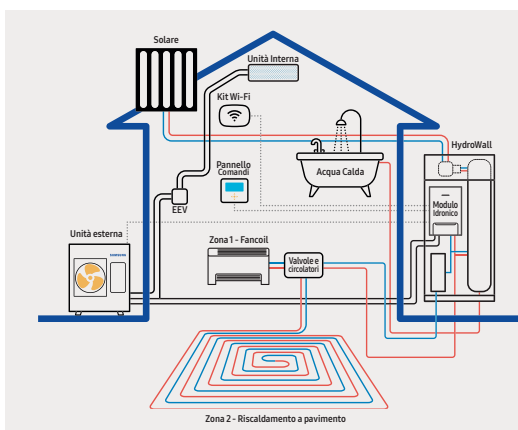 Solare
Unità Interna
Kit Wi-Fi
HydroWall
Pannello
Comandi
Acqua Calda
EEV
Modulo
Idronico
Unità esterna
SAMSUNG
Zona 1 - Fancoil
Valvole e
circolatori
Zona 2 - Riscaldamento a pavimento